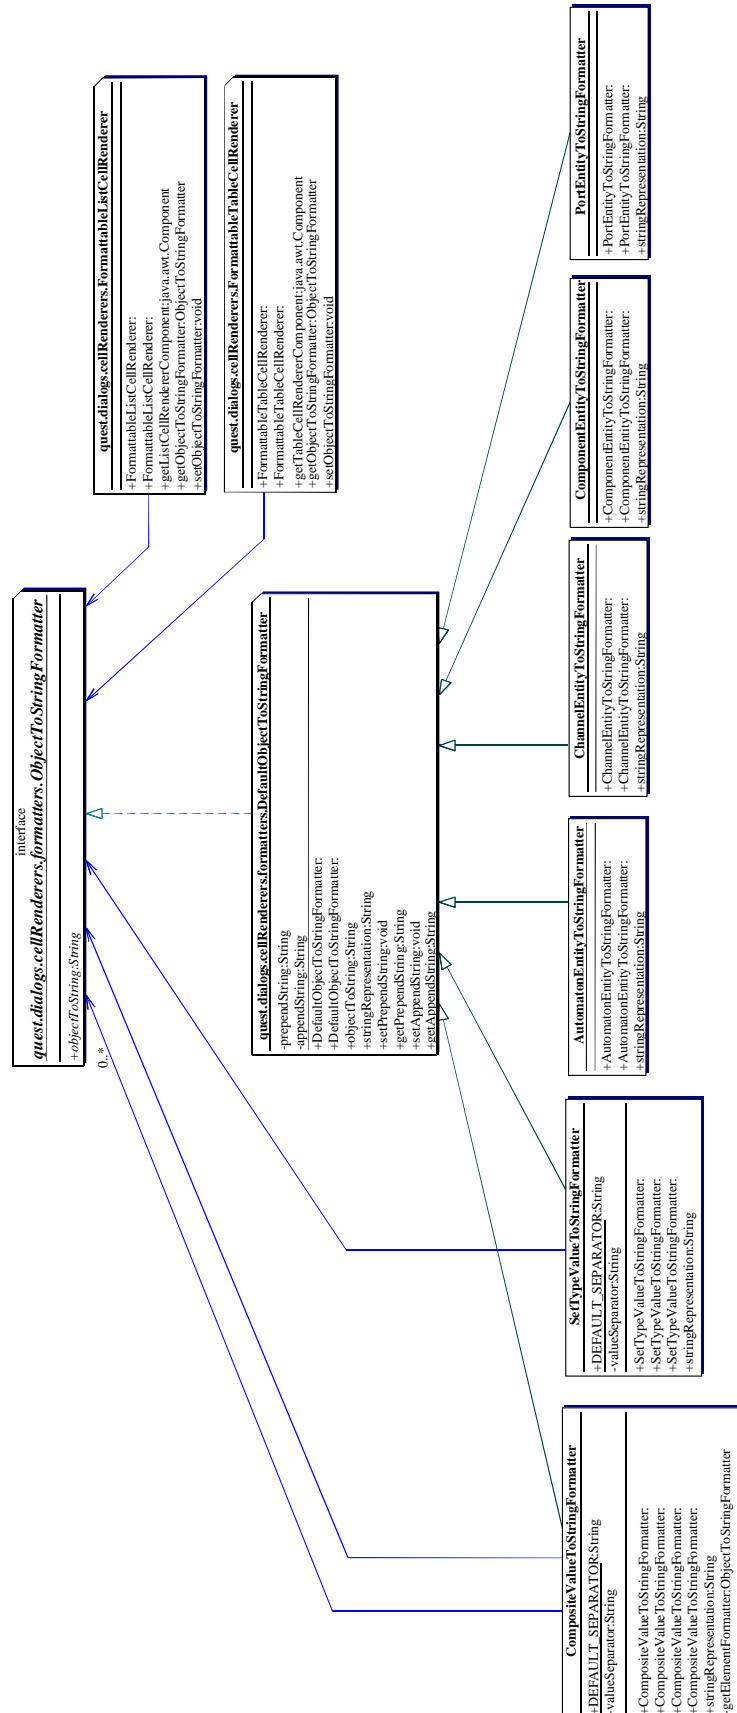 interface
quest.dialogs.cellRenderers.formatters.ObjectToStringFormatter
+objectToString:String
0..*
quest.dialogs.cellRenderers.FormattableListCellRenderer
+FormattableListCellRenderer:
+FormattableListCellRenderer:
+getListCellRendererComponent:java.awt.Component
+getObjectToStringFormatter:ObjectToStringFormatter
+setObjectToStringFormatter:void
quest.dialogs.cellRenderers.FormattableTableCellRenderer
+FormattableTableCellRenderer:
+FormattableTableCellRenderer:
+getTableCellRendererComponent:java.awt.Component
+getObjectToStringFormatter:ObjectToStringFormatter
+setObjectToStringFormatter:void
quest.dialogs.cellRenderers.formatters.DefaultObjectToStringFormatter
-prependString:String
-appendString:String
+DefaultObjectToStringFormatter:
+DefaultObjectToStringFormatter:
+objectToString:String
+stringRepresentation:String
+setPrependString:void
+getPrependString:String
+setAppendString:void
+getAppendString:String
CompositeValueToStringFormatter
+DEFAULT_SEPARATOR:String
-valueSeparator:String
+CompositeValueToStringFormatter:
+CompositeValueToStringFormatter:
+CompositeValueToStringFormatter:
+CompositeValueToStringFormatter:
+stringRepresentation:String
-getElementFormatter:ObjectToStringFormatter
SetTypeValueToStringFormatter
+DEFAULT_SEPARATOR:String
-valueSeparator:String
+SetTypeValueToStringFormatter:
+SetTypeValueToStringFormatter:
+SetTypeValueToStringFormatter:
+stringRepresentation:String
AutomatonEntityToStringFormatter
+AutomatonEntityToStringFormatter:
+AutomatonEntityToStringFormatter:
+stringRepresentation:String
ChannelEntityToStringFormatter
+ChannelEntityToStringFormatter:
+ChannelEntityToStringFormatter:
+stringRepresentation:String
ComponentEntityToStringFormatter
+ComponentEntityToStringFormatter:
+ComponentEntityToStringFormatter:
+stringRepresentation:String
PortEntityToStringFormatter
+PortEntityToStringFormatter:
+PortEntityToStringFormatter:
+stringRepresentation:String